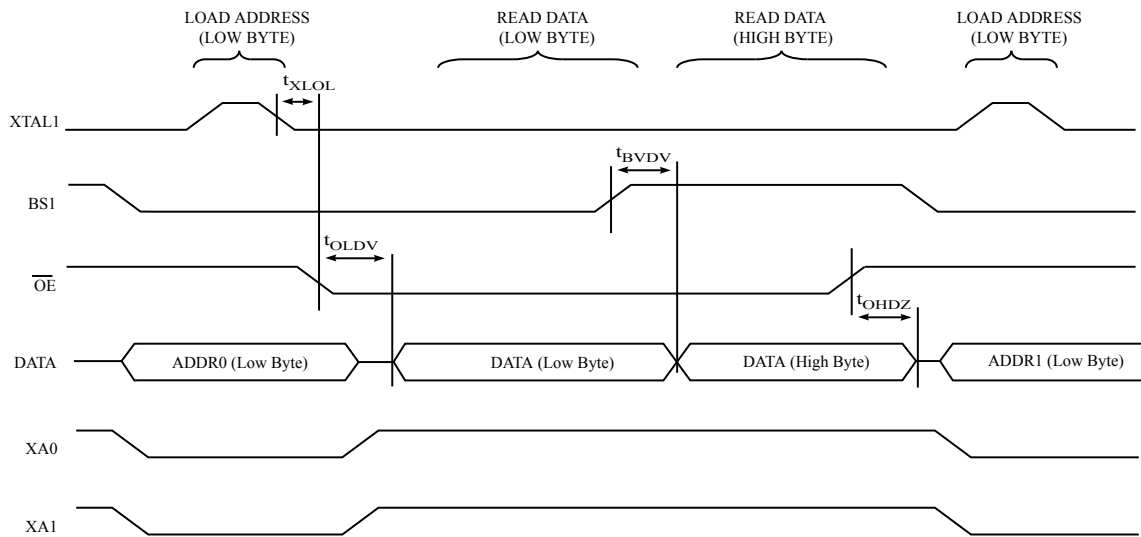 LOAD ADDRESS
(LOW BYTE)
READ DATA
(LOW BYTE)
READ DATA
(HIGH BYTE)
LOAD ADDRESS
(LOW BYTE)
tXLOL
XTAL1
tBVDV
BS1
tOLDV
OE
tOHDZ
DATA
ADDR0 (Low Byte)
DATA (Low Byte)
DATA (High Byte)
ADDR1 (Low Byte)
XA0
XA1